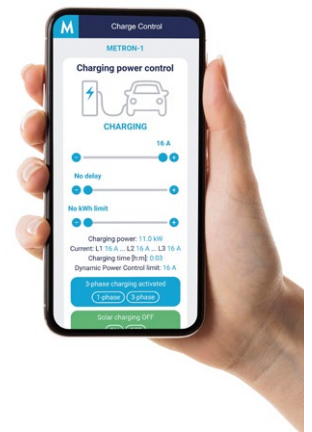 M
Charge Control
METRON-1
Charging power control
CHARGING
16 A
No delay
No kWh limit
Charging power: 11.0 kW
Current: L1 16 A ... L2 16 A ... L3 16 A
Charging time [h:m]: 0:03
Dynamic Power Control limit: 16 A
3-phase charging activated
1-phase 3-phase
Solar charging OFF